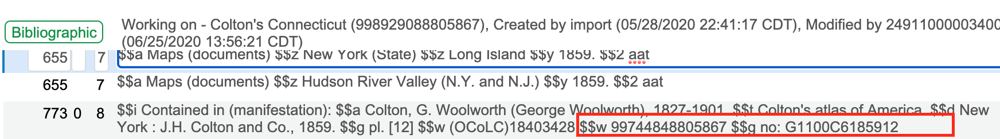 Bibliographic
Working on - Colton's Connecticut (998929088805867), Created by import (05/28/2020 22:41:17 CDT), Modified by 24911000003400
(06/25/2020 13:56:21 CDT)
655 7 $$a Maps (documents) $$z New York (State) $$z Long Island $$y 1859. $$2 aat
655 7 $$a Maps (documents) $$z Hudson River Valley (N.Y. and N.J.) $$y 1859. $$2 aat
773 0 8 $$i Contained in (manifestation): $$a Colton, G. Woolworth (George Woolworth), 1827-1901. $$t Colton's atlas of America. $$d New
York : J.H. Colton and Co., 1859. $$g pl. [12] $$w (OCoLC)18403428 $$w 99744848805867 $$g no: G1100C6185912